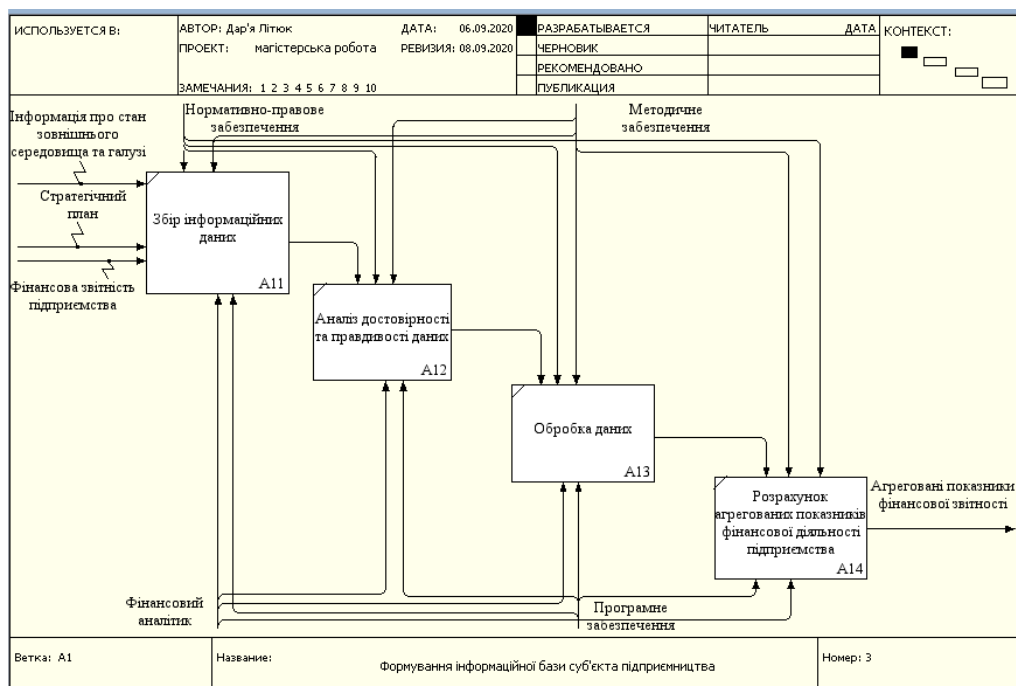 ИСПОЛЬЗУЕТСЯ В:
АВТОР: Дар'я Літюк
ДАТА: 06.09.2020
ПРОЕКТ: магістерська робота
РЕВИЗИЯ: 08.09.2020
ЗАМЕЧАНИЯ: 1 2 3 4 5 6 7 8 9 10
РАЗРАБАТЫВАЕТСЯ
ЧЕРНОВИК
РЕКОМЕНДОВАНО
ПУБЛИКАЦИЯ
ЧИТАТЕЛЬ
ДАТА
КОНТЕКСТ:
Інформація про стан
зовнішнього
середовища та галузі
Нормативно-правове
забезпечення
Методичне
забезпечення
Стратегічний
план
Фінансова звітність
підприємства
Збір інформаційних
даних
A11
Аналіз достовірності
та правдивості даних
A12
Обробка даних
A13
Розрахунок
агрегованих показників
фінансової діяльності
підприємства
A14
Агреговані показники
фінансової звітності
Фінансовий
аналітик
Програмне
забезпечення
Ветка: A1
Название:
Формування інформаційної бази суб'єкта підприємництва
Номер: 3